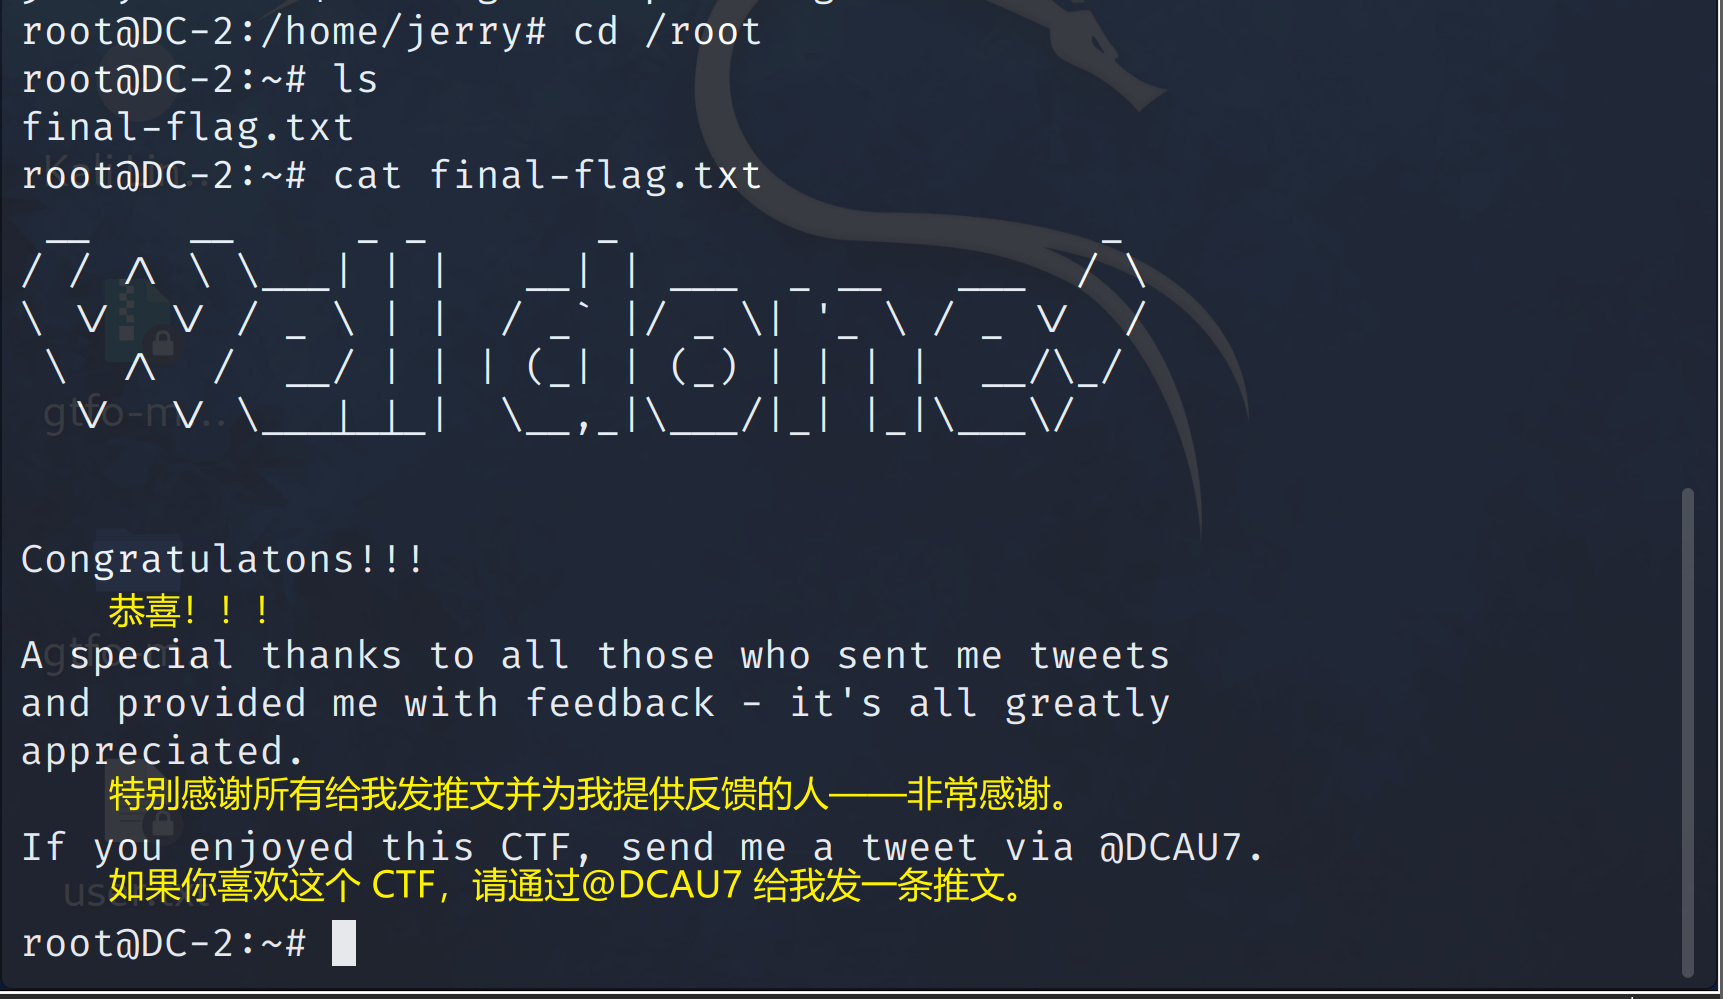 root@DC-2:/home/jerry# cd /root
root@DC-2:~# ls
final-flag.txt
root@DC-2:~# cat final-flag.txt
Well done!
Congratulatons!!!
恭喜！！！
A special thanks to all those who sent me tweets
and provided me with feedback - it's all greatly
appreciated.
特别感谢所有给我发推文并为我提供反馈的人——非常感谢。
If you enjoyed this CTF, send me a tweet via @DCAU7.
如果你喜欢这个 CTF，请通过@DCAU7 给我发一条推文。
root@DC-2:~#
gtfo-m...
gtfo-m...
user.txt